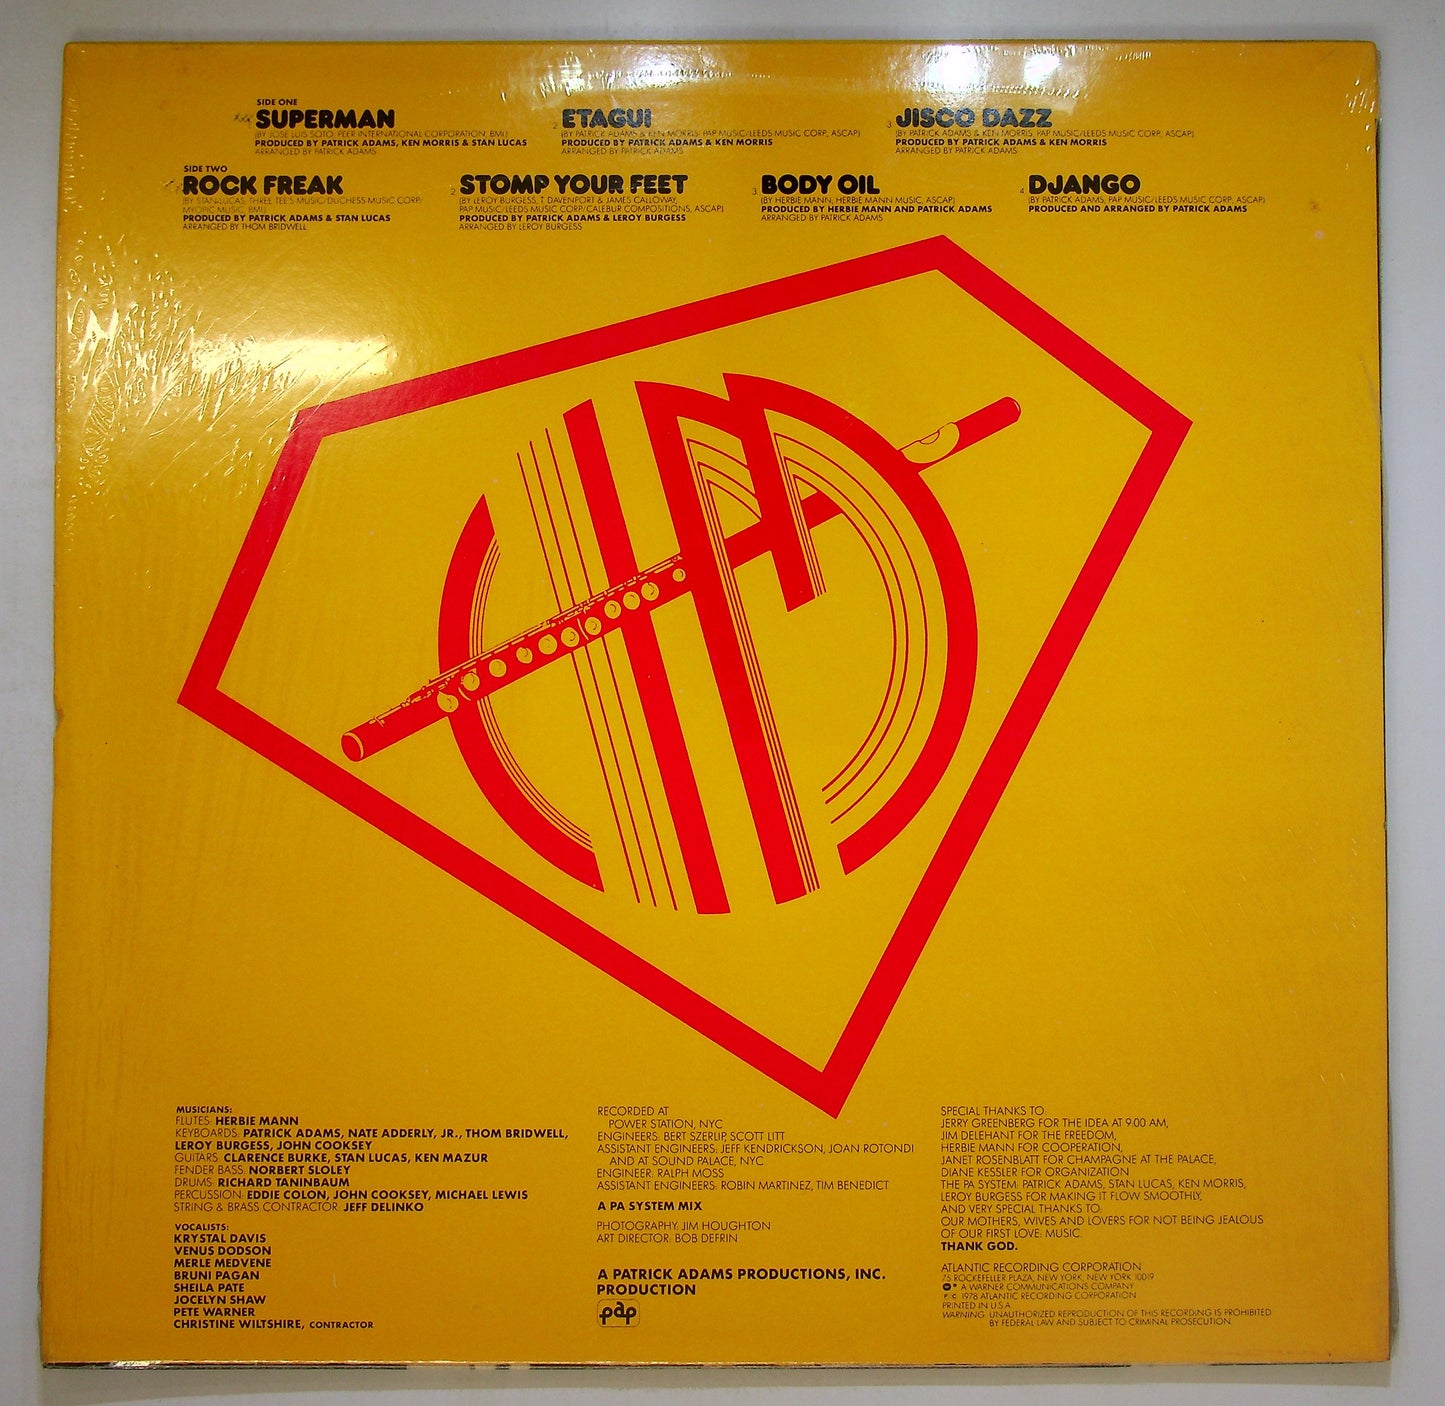 SIDE ONE
1 SUPERMAN
(BY JOSE LUIS SOTO, PEER INTERNATIONAL CORPORATION, BMI)
PRODUCED BY PATRICK ADAMS, KEN MORRIS & STAN LUCAS
ARRANGED BY PATRICK ADAMS
2 ETAGUI
(BY PATRICK ADAMS & KEN MORRIS, PAP MUSIC/LEEDS MUSIC CORP, ASCAP)
PRODUCED BY PATRICK ADAMS & KEN MORRIS
ARRANGED BY PATRICK ADAMS
3 JISCO DAZZ
(BY PATRICK ADAMS & KEN MORRIS, PAP MUSIC/LEEDS MUSIC CORP, ASCAP)
PRODUCED BY PATRICK ADAMS & KEN MORRIS
ARRANGED BY PATRICK ADAMS
SIDE TWO
1 ROCK FREAK
(BY STAN LUCAS, THREE TEE'S MUSIC/DUCHESS MUSIC CORP/
MYOPIC MUSIC, BMI)
PRODUCED BY PATRICK ADAMS & STAN LUCAS
ARRANGED BY THOM BRIDWELL
2 STOMP YOUR FEET
(BY LEROY BURGESS, T DAVENPORT & JAMES CALLOWAY,
PAP MUSIC/LEEDS MUSIC CORP/CALEBUR COMPOSITIONS, ASCAP)
PRODUCED BY PATRICK ADAMS & LEROY BURGESS
ARRANGED BY LEROY BURGESS
3 BODY OIL
(BY HERBIE MANN, HERBIE MANN MUSIC, ASCAP)
PRODUCED BY HERBIE MANN AND PATRICK ADAMS
ARRANGED BY PATRICK ADAMS
4 DJANGO
(BY PATRICK ADAMS, PAP MUSIC/LEEDS MUSIC CORP, ASCAP)
PRODUCED AND ARRANGED BY PATRICK ADAMS
HM
MUSICIANS:
FLUTES: HERBIE MANN
KEYBOARDS: PATRICK ADAMS, NATE ADDERLY, JR., THOM BRIDWELL,
LEROY BURGESS, JOHN COOKSEY
GUITARS: CLARENCE BURKE, STAN LUCAS, KEN MAZUR
FENDER BASS: NORBERT SLOLEY
DRUMS: RICHARD TANINBAUM
PERCUSSION: EDDIE COLON, JOHN COOKSEY, MICHAEL LEWIS
STRING & BRASS CONTRACTOR: JEFF DELINKO
VOCALISTS:
KRYSTAL DAVIS
VENUS DODSON
MERLE MEDVENE
BRUNI PAGAN
SHEILA PATE
JOCELYN SHAW
PETE WARNER
CHRISTINE WILTSHIRE, CONTRACTOR
RECORDED AT
POWER STATION, NYC
ENGINEERS: BERT SZERLIP, SCOTT LITT
ASSISTANT ENGINEERS: JEFF KENDRICKSON, JOAN ROTONDI
AND AT SOUND PALACE, NYC
ENGINEER: RALPH MOSS
ASSISTANT ENGINEERS: ROBIN MARTINEZ, TIM BENEDICT
A PA SYSTEM MIX
PHOTOGRAPHY: JIM HOUGHTON
ART DIRECTOR: BOB DEFRIN
A PATRICK ADAMS PRODUCTIONS, INC.
PRODUCTION
pap
SPECIAL THANKS TO:
JERRY GREENBERG FOR THE IDEA AT 9:00 AM,
JIM DELEHANT FOR THE FREEDOM,
HERBIE MANN FOR COOPERATION,
JANET ROSENBLATT FOR CHAMPAGNE AT THE PALACE,
DIANE KESSLER FOR ORGANIZATION
THE PA SYSTEM: PATRICK ADAMS, STAN LUCAS, KEN MORRIS,
LEROY BURGESS FOR MAKING IT FLOW SMOOTHLY,
AND VERY SPECIAL THANKS TO:
OUR MOTHERS, WIVES AND LOVERS FOR NOT BEING JEALOUS
OF OUR FIRST LOVE: MUSIC.
THANK GOD.
ATLANTIC RECORDING CORPORATION
75 ROCKEFELLER PLAZA, NEW YORK, NEW YORK 10019
A WARNER COMMUNICATIONS COMPANY
P C 1978 ATLANTIC RECORDING CORPORATION
PRINTED IN U.S.A.
WARNING: UNAUTHORIZED REPRODUCTION OF THIS RECORDING IS PROHIBITED
BY FEDERAL LAW AND SUBJECT TO CRIMINAL PROSECUTION.